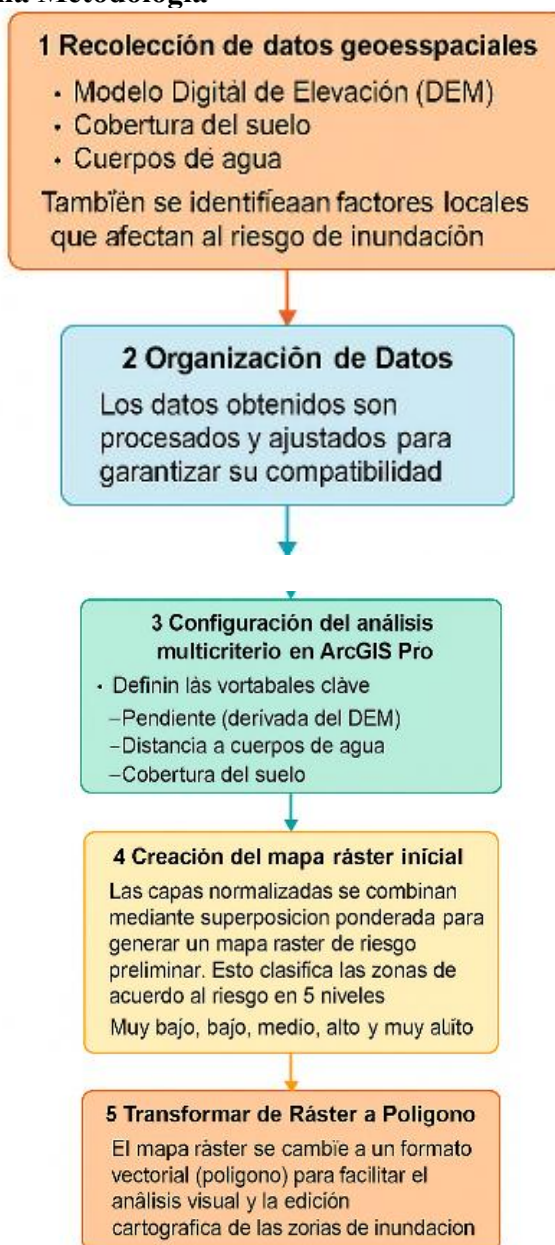 na Metodología
1 Recolección de datos geoesspaciales
• Modelo Digitál de Elevación (DEM)
• Cobertura del suelo
• Cuerpos de agua
Tambïën se identifieaan factores locales
que afectan al riesgo de inundación
2 Organización de Datos
Los datos obtenidos son
procesados y ajustados para
garantizar su compatibilidad
3 Configuración del análisis
multicriterio en ArcGIS Pro
• Definin làs vortabales clàve
–Pendiente (derivada del DEM)
–Distancia a cuerpos de agua
–Cobertura del suelo
4 Creación del mapa ráster inícial
Las capas normalizadas se combinan
mediante superposicion ponderada para
generar un mapa raster de riesgo
preliminar. Esto clasifica las zonas de
acuerdo al riesgo en 5 niveles
Muy bajo, bajo, medio, alto y muy alíto
5 Transformar de Ráster a Poligono
El mapa ràster se cambïe a un formato
vectorial (poligono) para facilitar el
análisis visual y la edición
cartografica de las zorias de inundacion